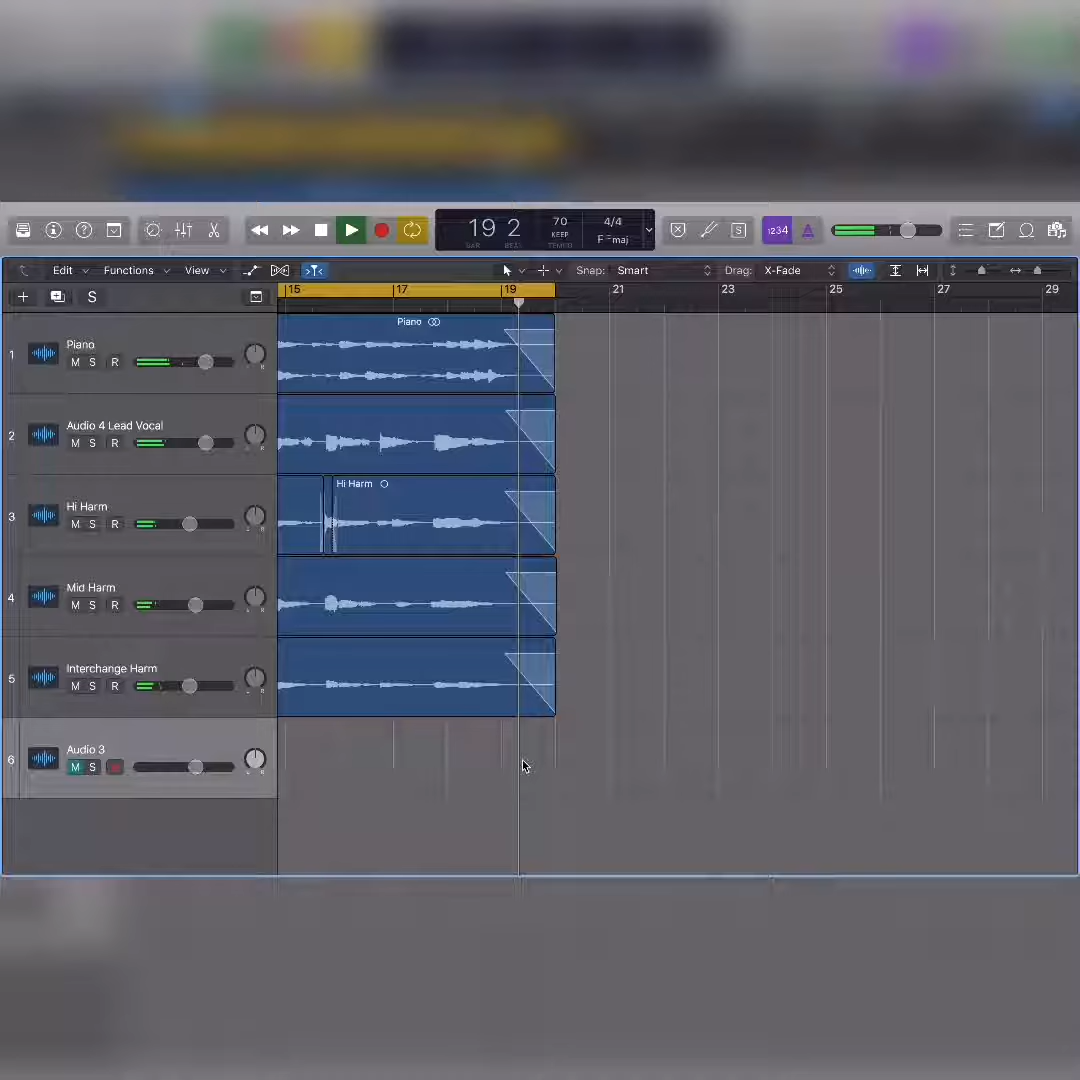 19 2
BAR BEAT
70
KEEP
TEMPO
4/4
F maj
1234
S
Edit
Functions
View
Snap: Smart
Drag: X-Fade
S
15 17 19 21 23 25 27 29
1
Piano
M S R
Piano
2
Audio 4 Lead Vocal
M S R
3
Hi Harm
M S R
Hi Harm
4
Mid Harm
M S R
5
Interchange Harm
M S R
6
Audio 3
M S